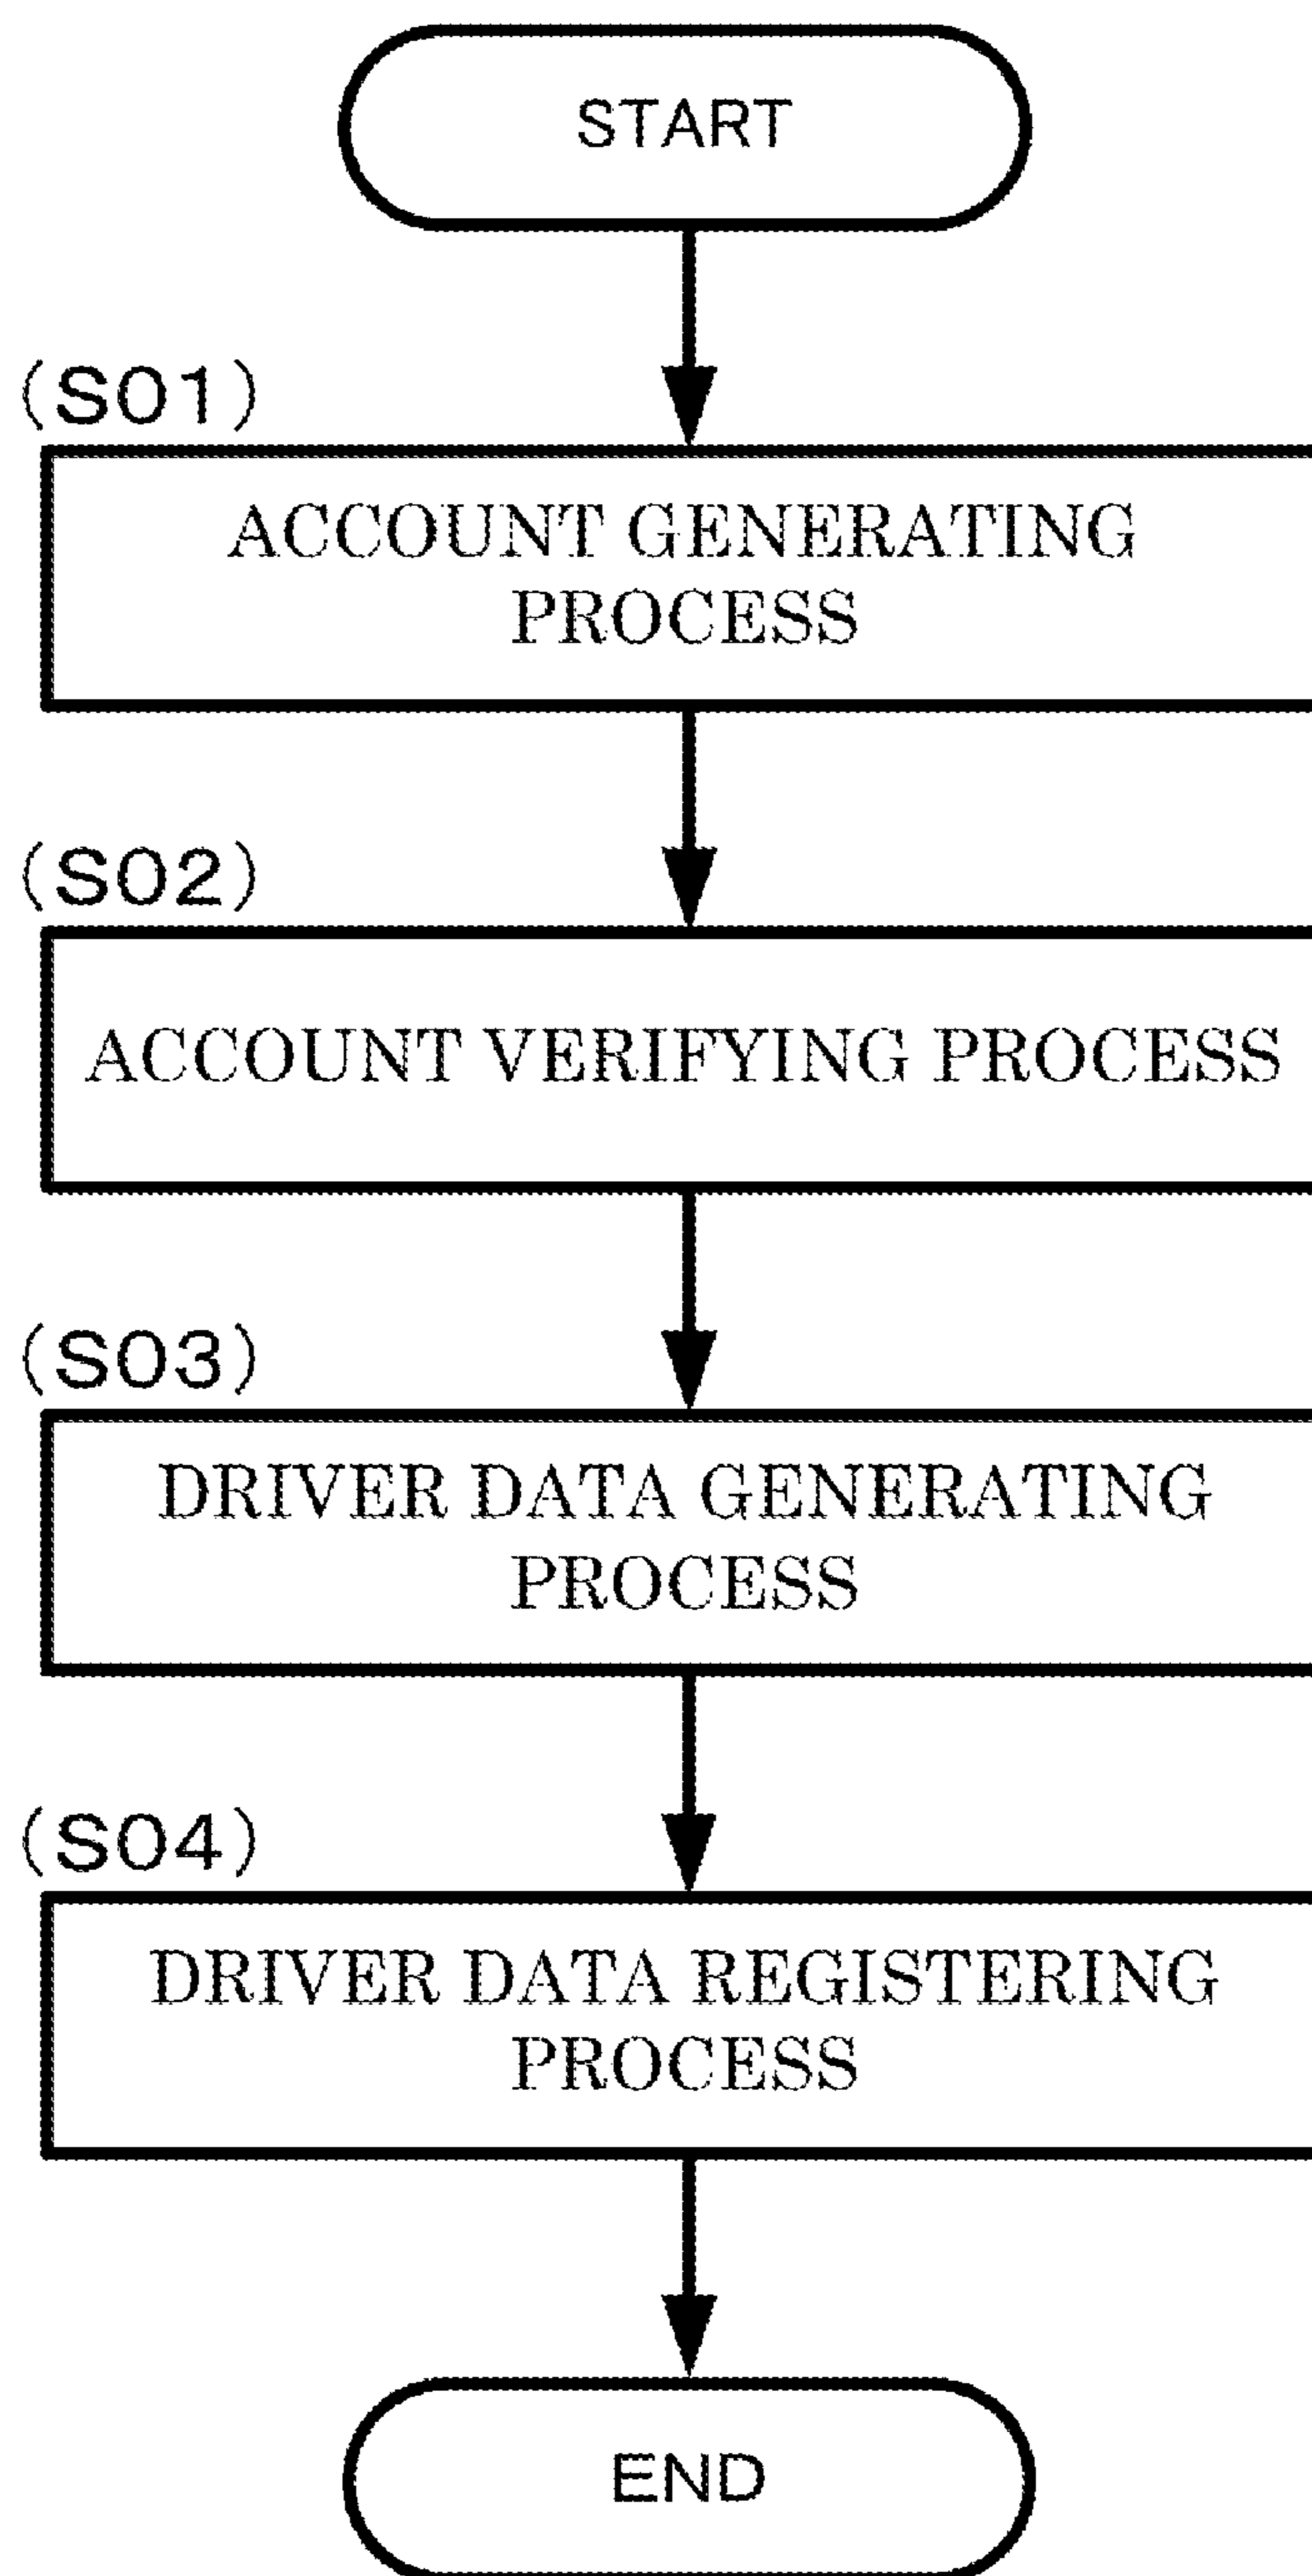 START
(S01)
ACCOUNT GENERATING
PROCESS
(S02)
ACCOUNT VERIFYING PROCESS
(S03)
DRIVER DATA GENERATING
PROCESS
(S04)
DRIVER DATA REGISTERING
PROCESS
END